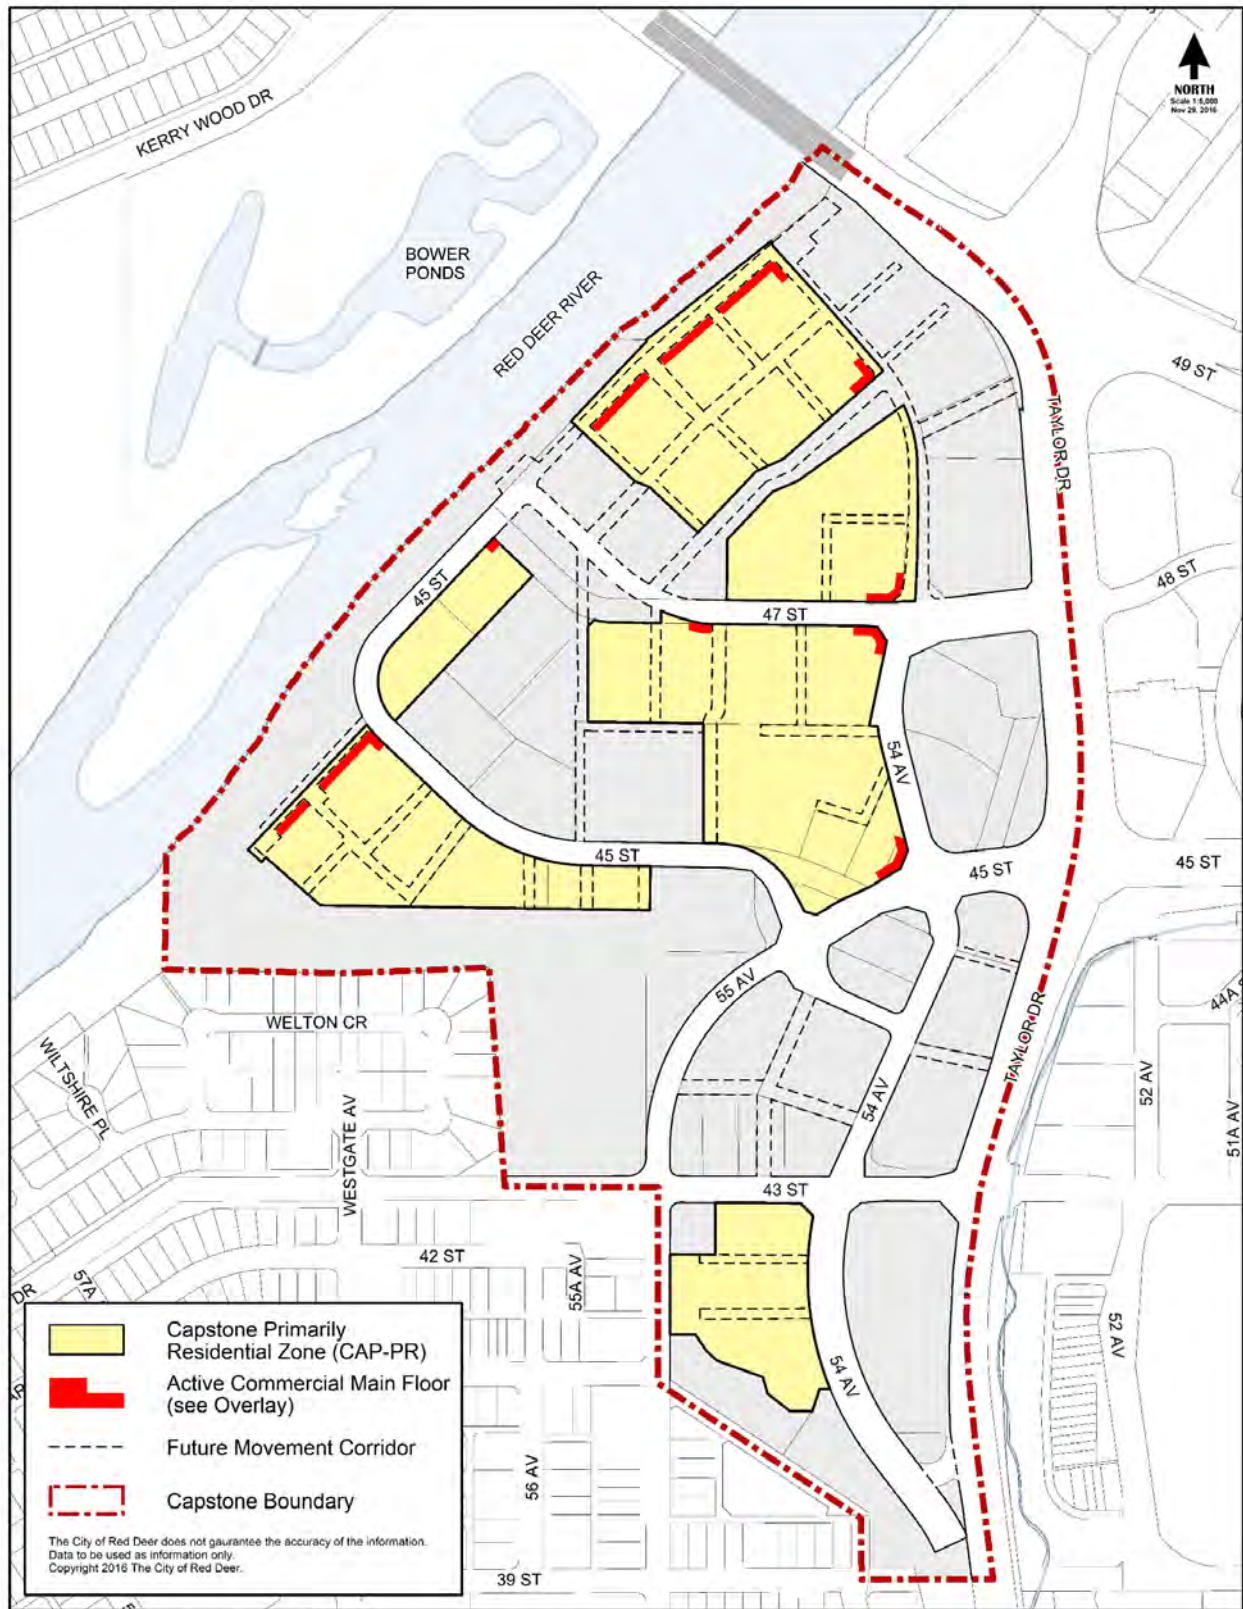 NORTH
Scale 1:5,000
Nov 29, 2016
KERRY WOOD DR
BOWER
PONDS
RED DEER RIVER
49 ST
TAYLOR DR
48 ST
45 ST
47 ST
54 AV
45 ST
45 ST
45 ST
55 AV
44A
WELTON CR
TAYLOR DR
WILTSHIRE PL
52 AV
54 AV
WESTGATE AV
51A AV
43 ST
42 ST
57A
DR
55A AV
52 AV
54 AV
Capstone Primarily
Residential Zone (CAP-PR)
Active Commercial Main Floor
(see Overlay)
Future Movement Corridor
56 AV
Capstone Boundary
The City of Red Deer does not gaurantee the accuracy of the information.
Data to be used as information only.
Copyright 2016 The City of Red Deer.
39 ST